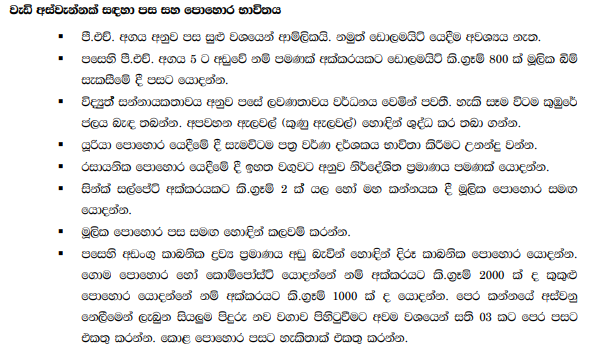 වැඩි අස්වැන්නක් සඳහා පස සහ පොහොර භාවිතය
▪ පී.එච්. අගය අනුව පස සුළු වශයෙන් ආම්ලිකයි. නමුත් ඩොලමයිට් යෙදීම අවශ්‍යය නැත.
▪ පසෙහි පී.එච්. අගය 5 ට අඩුවේ නම් පමණක් අක්කරයකට ඩොලමයිට් කි.ග්‍රෑම් 800 ක් මූලික බිම්
සැකසීමේ දී පසට යොදන්න.
▪ විද්‍යුත් සන්නායකතාවය අනුව පසේ ලවණතාවය වර්ධනය වෙමින් පවතී. හැකි සෑම විටම කුඹුරේ
ජලය බැඳ තබන්න. අපවහන ඇලවල් (කුණු ඇලවල්) හොඳින් ශුද්ධ කර තබා ගන්න.
▪ යූරියා පොහොර යෙදීමේ දී සැමවිටම පත්‍ර වර්ණ දර්ශකය භාවිතා කිරීමට උනන්දු වන්න.
▪ රසායනික පොහොර යෙදීමේ දී ඉහත වගුවට අනුව නිර්දේශිත ප්‍රමාණය පමණක් යොදන්න.
▪ සින්ක් සල්පේට් අක්කරයකට කි.ග්‍රෑම් 2 ක් යල හෝ මහ කන්නයක දී මූලික පොහොර සමඟ
යොදන්න.
▪ මූලික පොහොර පස සමඟ හොඳින් කලවම් කරන්න.
▪ පසෙහි අඩංගු කාබනික ද්‍රව්‍ය ප්‍රමාණය අඩු බැවින් හොඳින් දිරූ කාබනික පොහොර යොදන්න.
ගොම පොහොර හෝ කොම්පෝස්ට් යොදන්නේ නම් අක්කරයට කි.ග්‍රෑම් 2000 ක් ද කුකුළු
පොහොර යොදන්නේ නම් අක්කරයට කි.ග්‍රෑම් 1000 ක් ද යොදන්න. පෙර කන්නයේ අස්වනු
නෙලීමෙන් ලැබුන සියලුම පිදුරු නව වගාව පිහිටුවීමට අවම වශයෙන් සති 03 කට පෙර පසට
එකතු කරන්න. කොළ පොහොර පසට හැකිතාක් එකතු කරන්න.